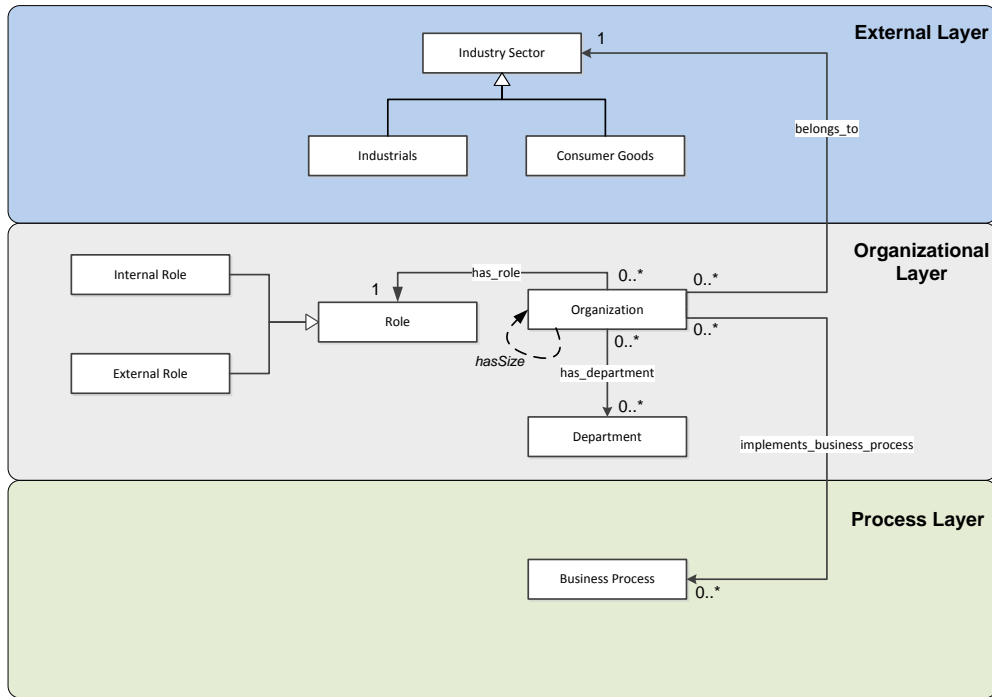 External Layer
1
Industry Sector
belongs_to
Industrials
Consumer Goods
Organizational
Layer
Internal Role
has_role
0..*
0..*
1
Role
Organization
0..*
0..*
hasSize
External Role
has_department
0..*
Department
implements_business_process
Process Layer
Business Process
0..*